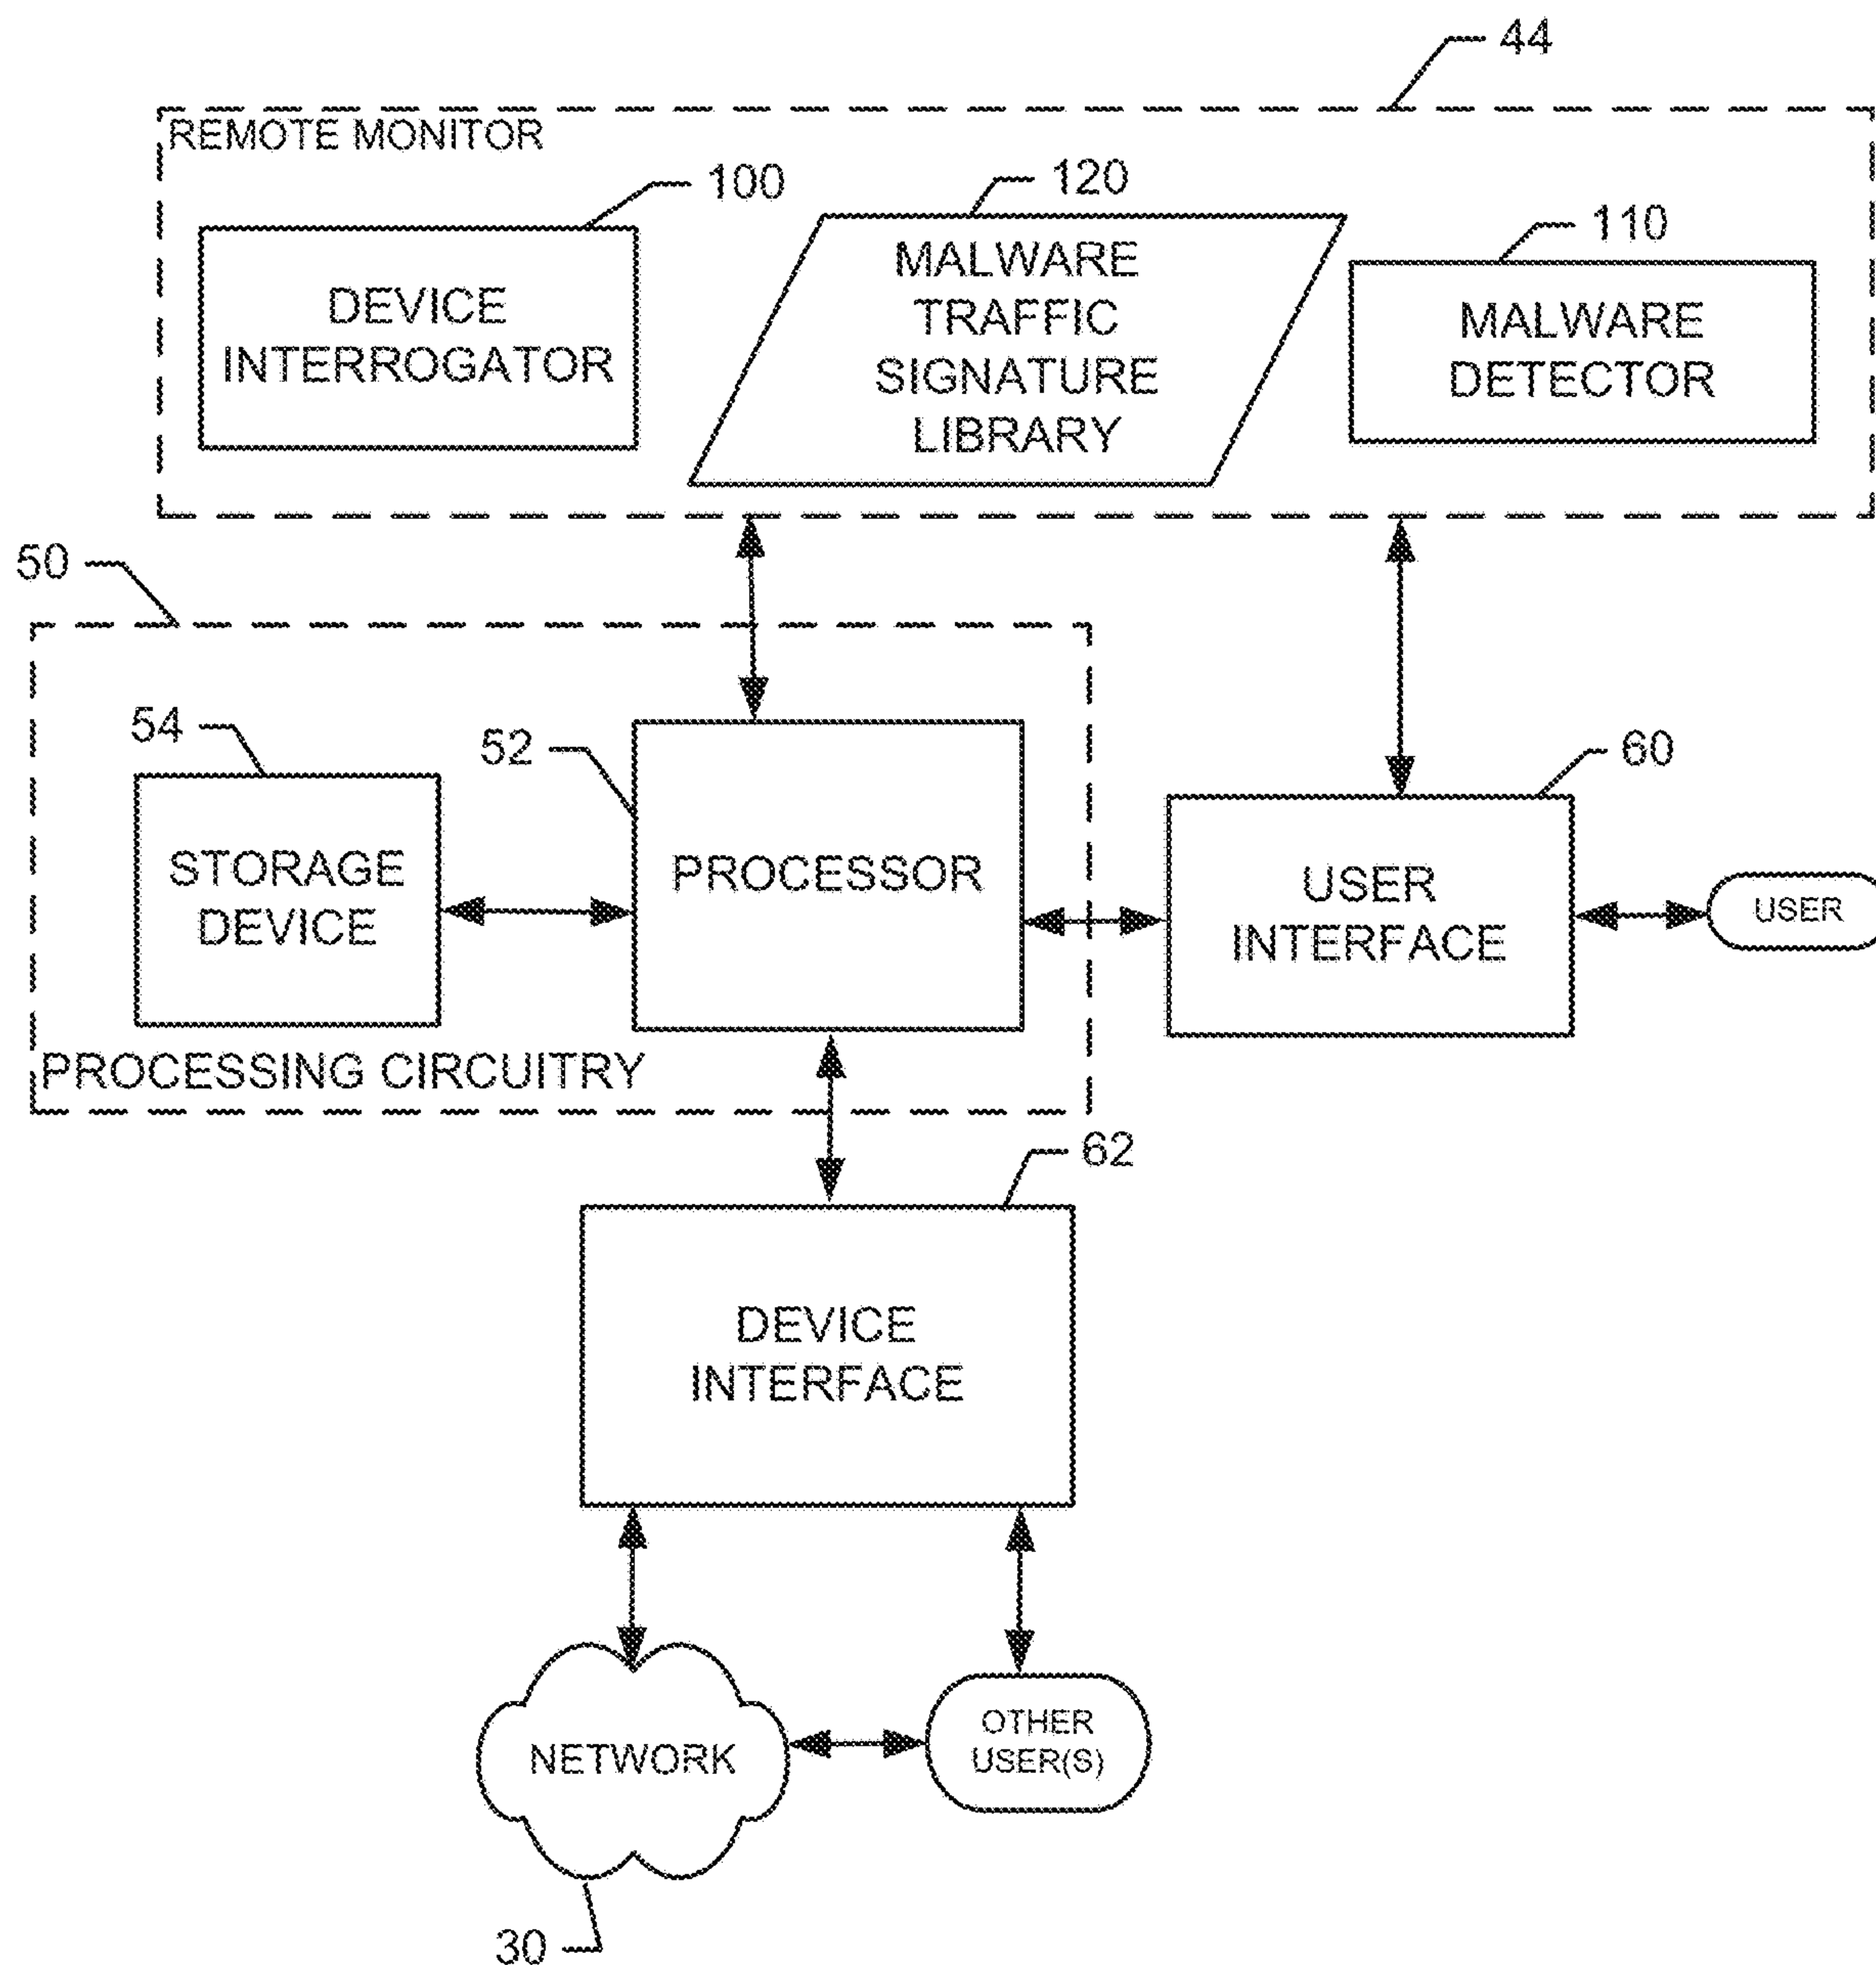 44
REMOTE MONITOR
100
120
110
DEVICE
INTERROGATOR
MALWARE
TRAFFIC
SIGNATURE
LIBRARY
MALWARE
DETECTOR
50
54
52
60
STORAGE
DEVICE
PROCESSOR
USER
INTERFACE
USER
PROCESSING CIRCUITRY
62
DEVICE
INTERFACE
NETWORK
OTHER
USER(S)
30